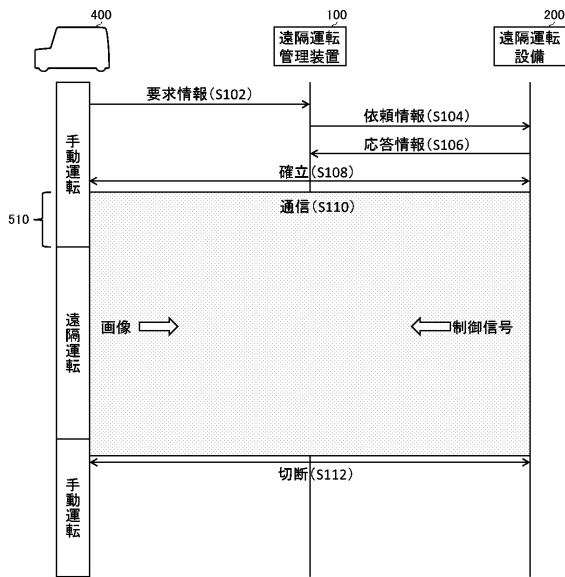 400
100
200
遠隔運転
管理装置
遠隔運転
設備
要求情報(S102)
依頼情報(S104)
応答情報(S106)
確立(S108)
通信(S110)
手動運転
510
遠隔運転
画像
制御信号
切断(S112)
手動運転